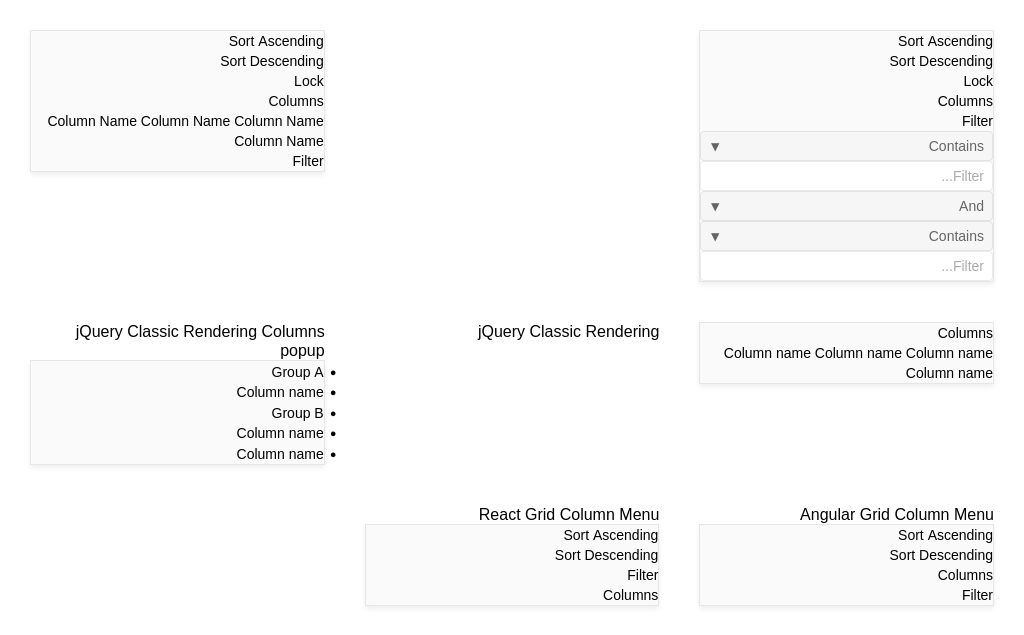 Sort Ascending
Sort Descending
Lock
Columns
Filter
▼ Contains
...Filter
▼ And
▼ Contains
...Filter
Sort Ascending
Sort Descending
Lock
Columns
Column Name Column Name Column Name
Column Name
Filter
Columns
Column name Column name Column name
Column name
jQuery Classic Rendering
jQuery Classic Rendering Columns
popup
• Group A
• Column name
• Group B
• Column name
• Column name
Angular Grid Column Menu
Sort Ascending
Sort Descending
Columns
Filter
React Grid Column Menu
Sort Ascending
Sort Descending
Filter
Columns